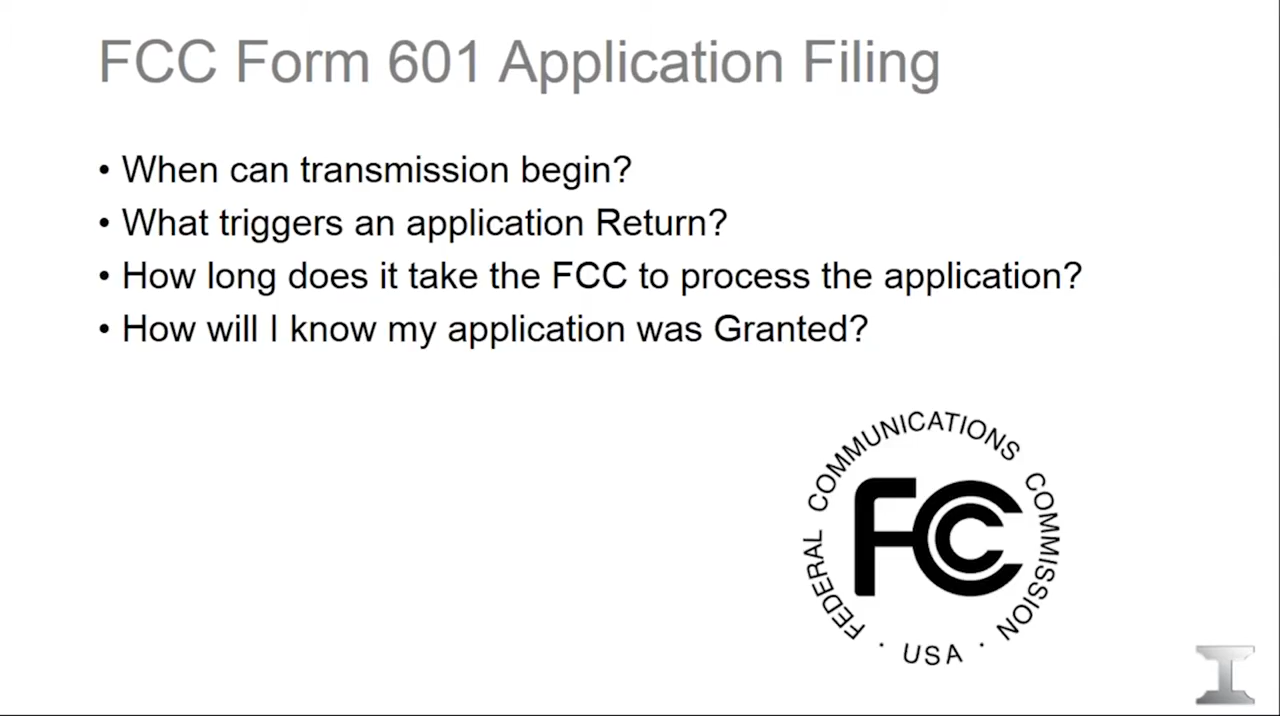 FCC Form 601 Application Filing
• When can transmission begin?
• What triggers an application Return?
• How long does it take the FCC to process the application?
• How will I know my application was Granted?
FEDERAL COMMUNICATIONS COMMISSION
FCC
· USA ·